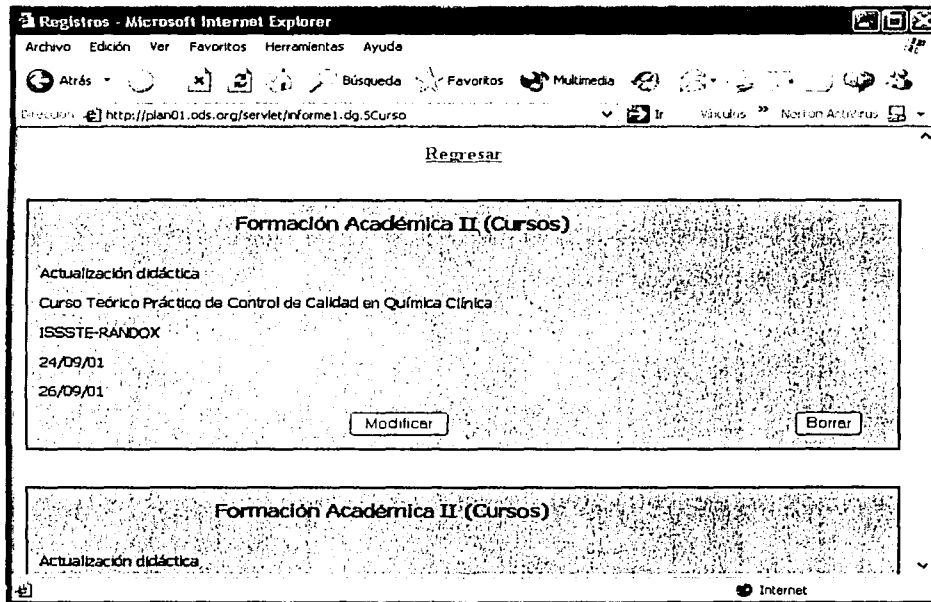 Registros - Microsoft Internet Explorer
Archivo Edición Ver Favoritos Herramientas Ayuda
Atrás Búsqueda Favoritos Multimedia
Dirección http://plan01.ods.org/servlet/informe1.dg.SCurso Ir Vínculos » Norton AntiVirus
Regresar
Formación Académica II (Cursos)
Actualización didáctica
Curso Teórico Práctico de Control de Calidad en Química Clínica
ISSSTE-RANDOX
24/09/01
26/09/01
Modificar Borrar
Formación Académica II (Cursos)
Actualización didáctica
Internet